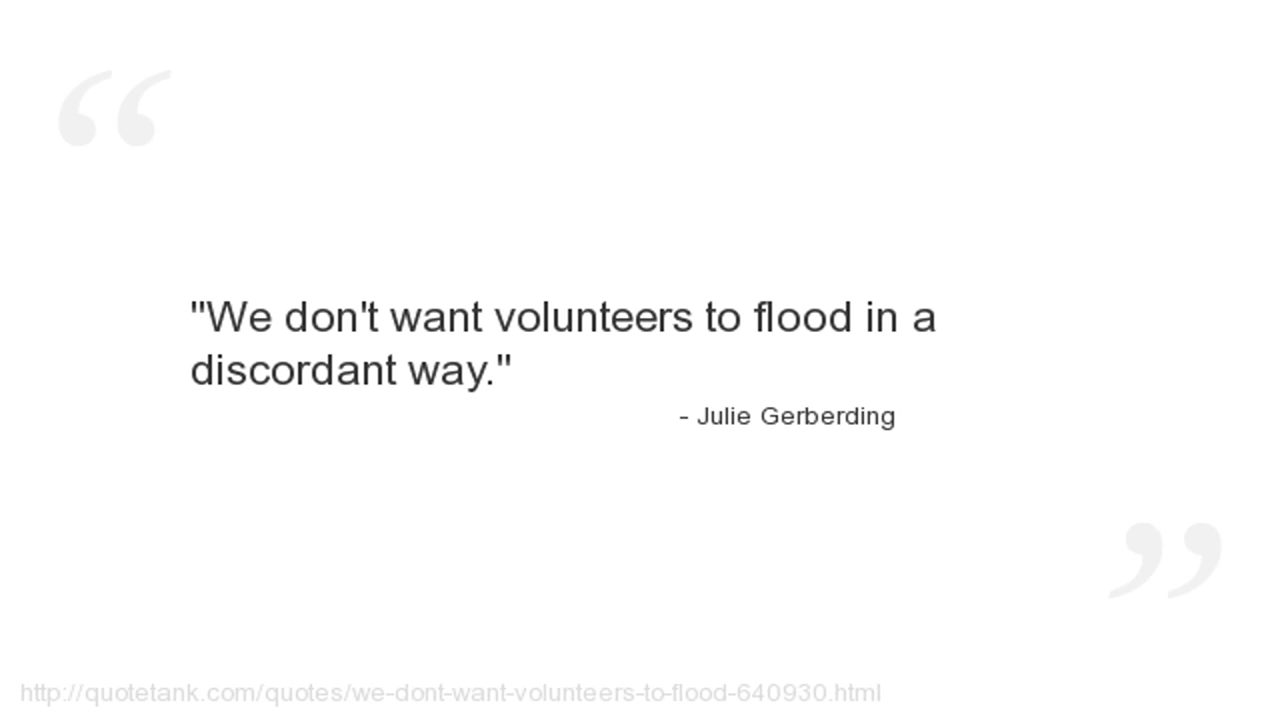 "We don't want volunteers to flood in a
discordant way."
- Julie Gerberding
http://quotetank.com/quotes/we-dont-want-volunteers-to-flood-640930.html